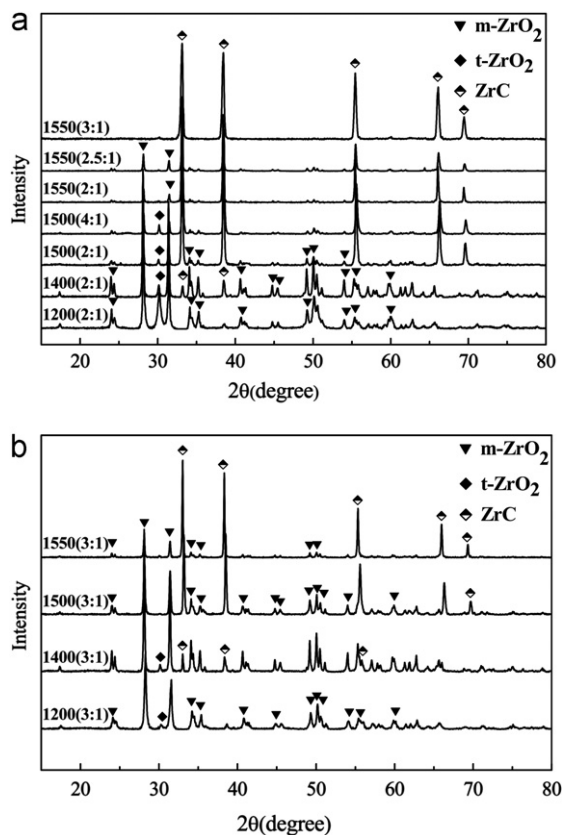 a
m-ZrO2
t-ZrO2
ZrC
1550(3:1)
1550(2.5:1)
1550(2:1)
1500(4:1)
1500(2:1)
1400(2:1)
1200(2:1)
Intensity
20 30 40 50 60 70 80
2θ(degree)
b
m-ZrO2
t-ZrO2
ZrC
1550(3:1)
1500(3:1)
1400(3:1)
1200(3:1)
Intensity
20 30 40 50 60 70 80
2θ(degree)